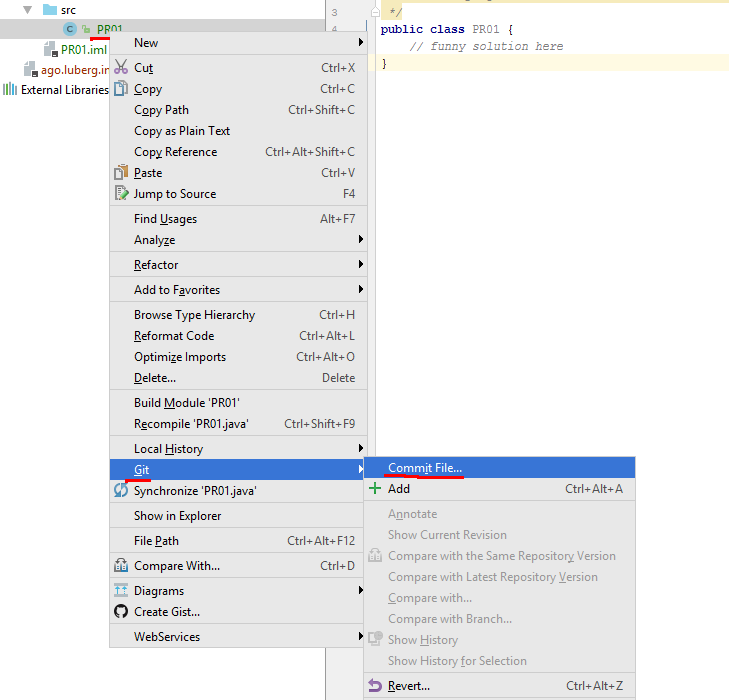 src
PR01
PR01.iml
ago.luberg.im
External Libraries
3
4
*/
public class PR01 {
// funny solution here
}
New
Cut Ctrl+X
Copy Ctrl+C
Copy Path Ctrl+Shift+C
Copy as Plain Text
Copy Reference Ctrl+Alt+Shift+C
Paste Ctrl+V
Jump to Source F4
Find Usages Alt+F7
Analyze
Refactor
Add to Favorites
Browse Type Hierarchy Ctrl+H
Reformat Code Ctrl+Alt+L
Optimize Imports Ctrl+Alt+O
Delete... Delete
Build Module 'PR01'
Recompile 'PR01.java' Ctrl+Shift+F9
Local History
Git
Synchronize 'PR01.java'
Show in Explorer
File Path Ctrl+Alt+F12
Compare With... Ctrl+D
Diagrams
Create Gist...
WebServices
Commit File...
Add Ctrl+Alt+A
Annotate
Show Current Revision
Compare with the Same Repository Version
Compare with Latest Repository Version
Compare with...
Compare with Branch...
Show History
Show History for Selection
Revert... Ctrl+Alt+Z